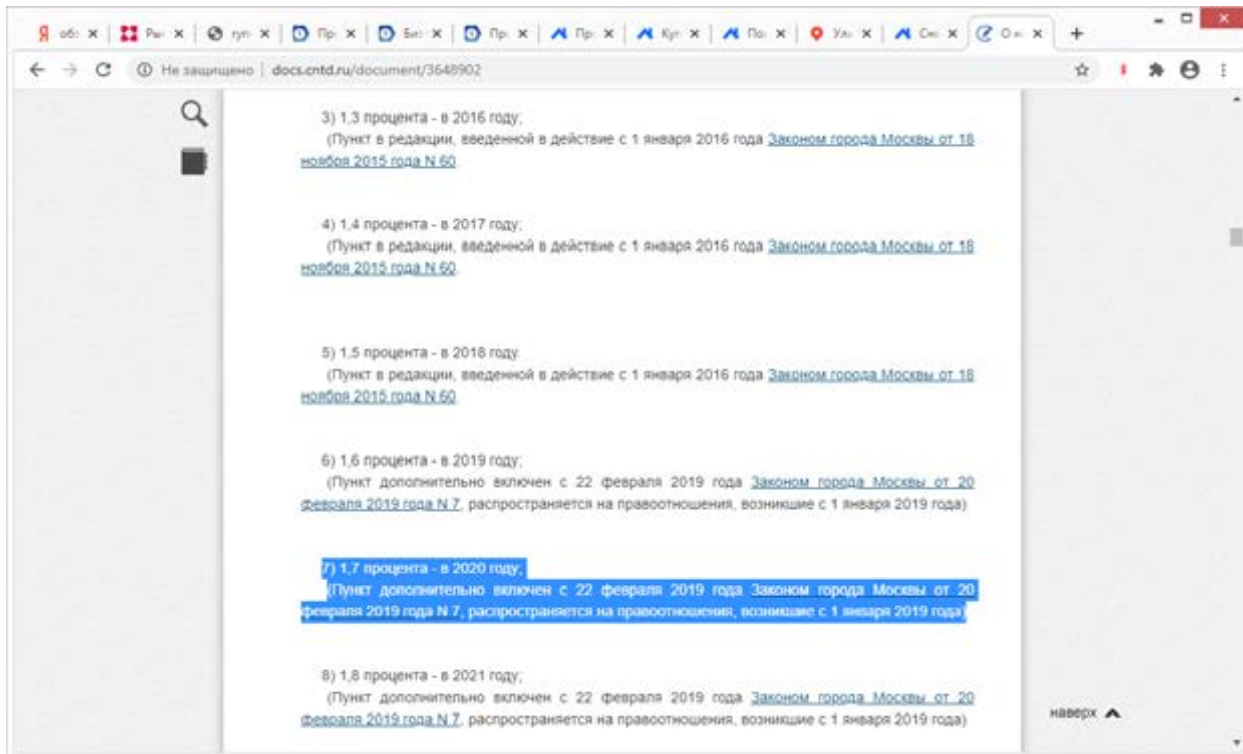 Не защищено | docs.cntd.ru/document/3648902
3) 1,3 процента - в 2016 году;
(Пункт в редакции, введенной в действие с 1 января 2016 года Законом города Москвы от 18
ноября 2015 года N 60.
4) 1,4 процента - в 2017 году;
(Пункт в редакции, введенной в действие с 1 января 2016 года Законом города Москвы от 18
ноября 2015 года N 60.
5) 1,5 процента - в 2018 году.
(Пункт в редакции, введенной в действие с 1 января 2016 года Законом города Москвы от 18
ноября 2015 года N 60.
6) 1,6 процента - в 2019 году;
(Пункт дополнительно включен с 22 февраля 2019 года Законом города Москвы от 20
февраля 2019 года N 7, распространяется на правоотношения, возникшие с 1 января 2019 года)
7) 1,7 процента - в 2020 году;
(Пункт дополнительно включен с 22 февраля 2019 года Законом города Москвы от 20
февраля 2019 года N 7, распространяется на правоотношения, возникшие с 1 января 2019 года)
8) 1,8 процента - в 2021 году;
(Пункт дополнительно включен с 22 февраля 2019 года Законом города Москвы от 20
февраля 2019 года N 7, распространяется на правоотношения, возникшие с 1 января 2019 года)
наверх